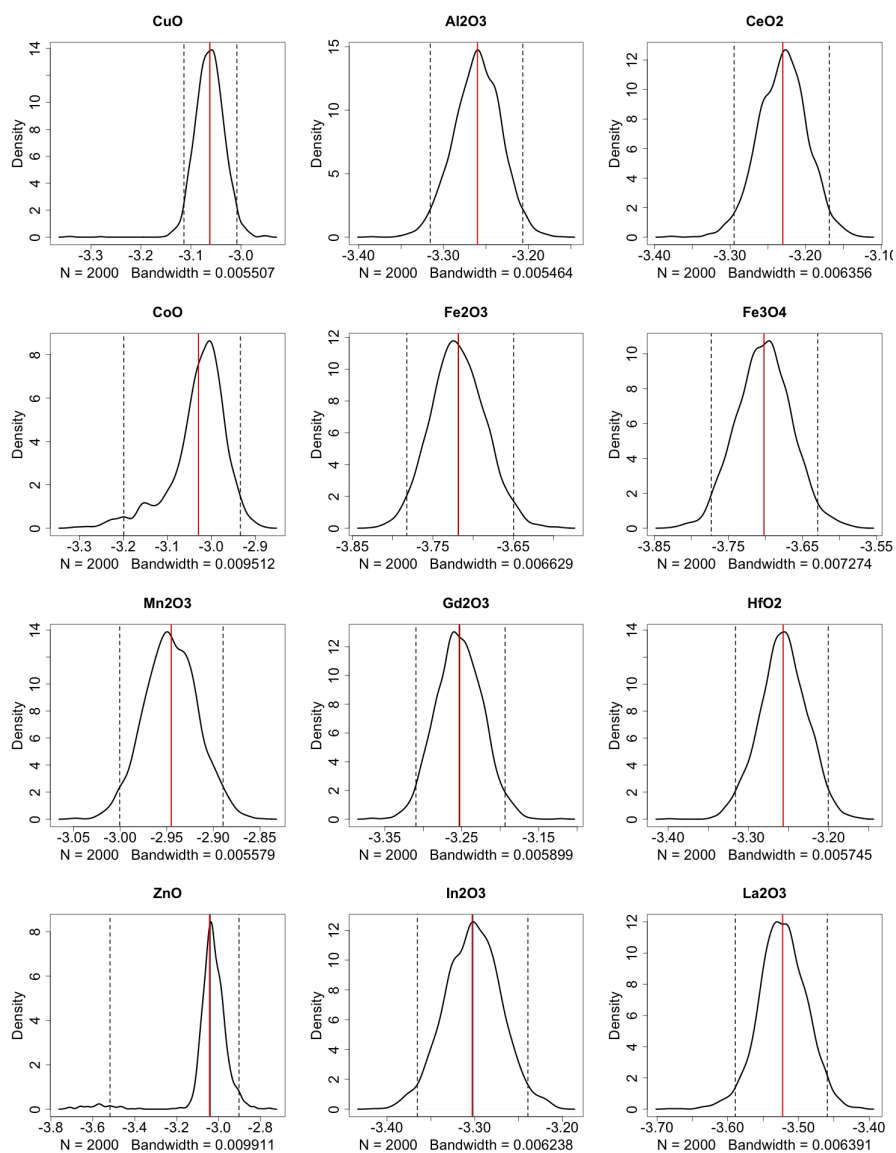 CuO
Al2O3
CeO2
Density
0 2 4 6 8 10 12 14
-3.3 -3.2 -3.1 -3.0
N = 2000 Bandwidth = 0.005507
Density
0 5 10 15
-3.40 -3.30 -3.20
N = 2000 Bandwidth = 0.005464
Density
0 2 4 6 8 10 12
-3.40 -3.30 -3.20 -3.10
N = 2000 Bandwidth = 0.006356
CoO
Fe2O3
Fe3O4
Density
0 2 4 6 8
-3.3 -3.2 -3.1 -3.0 -2.9
N = 2000 Bandwidth = 0.009512
Density
0 2 4 6 8 10 12
-3.85 -3.75 -3.65
N = 2000 Bandwidth = 0.006629
Density
0 2 4 6 8 10
-3.85 -3.75 -3.65 -3.55
N = 2000 Bandwidth = 0.007274
Mn2O3
Gd2O3
HfO2
Density
0 2 4 6 8 10 14
-3.05 -3.00 -2.95 -2.90 -2.85
N = 2000 Bandwidth = 0.005579
Density
0 2 4 6 8 10 12
-3.35 -3.25 -3.15
N = 2000 Bandwidth = 0.005899
Density
0 2 4 6 8 10 14
-3.40 -3.30 -3.20
N = 2000 Bandwidth = 0.005745
ZnO
In2O3
La2O3
Density
0 2 4 6 8
-3.8 -3.6 -3.4 -3.2 -3.0 -2.8
N = 2000 Bandwidth = 0.009911
Density
0 2 4 6 8 10 12
-3.40 -3.30 -3.20
N = 2000 Bandwidth = 0.006238
Density
0 2 4 6 8 10 12
-3.70 -3.60 -3.50 -3.40
N = 2000 Bandwidth = 0.006391